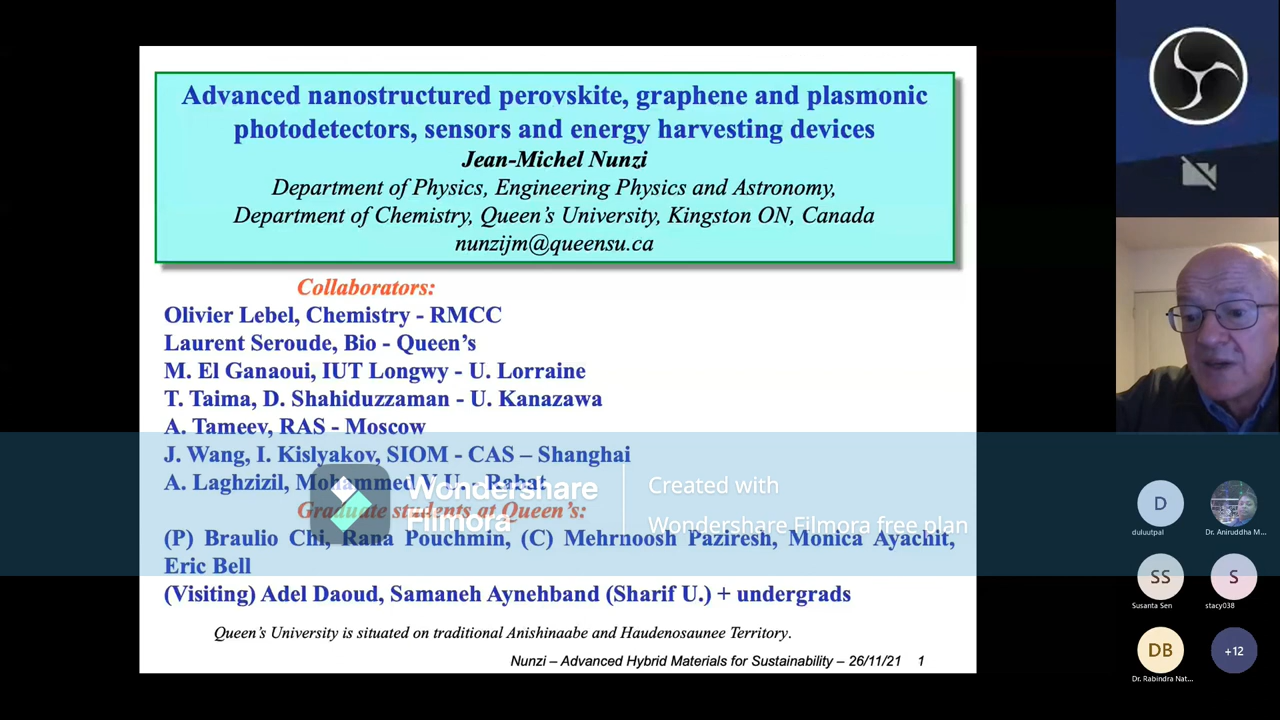 Advanced nanostructured perovskite, graphene and plasmonic
photodetectors, sensors and energy harvesting devices
Jean-Michel Nunzi
Department of Physics, Engineering Physics and Astronomy,
Department of Chemistry, Queen's University, Kingston ON, Canada
nunzijm@queensu.ca
Collaborators:
Olivier Lebel, Chemistry - RMCC
Laurent Seroude, Bio - Queen's
M. El Ganaoui, IUT Longwy - U. Lorraine
T. Taima, D. Shahiduzzaman - U. Kanazawa
A. Tameev, RAS - Moscow
J. Wang, I. Kislyakov, SIOM - CAS – Shanghai
A. Laghzizil, Mohammed V U. - Rabat
Graduate students at Queen's:
(P) Braulio Chi, Rana Pouchmin, (C) Mehrnoosh Paziresh, Monica Ayachit,
Eric Bell
(Visiting) Adel Daoud, Samaneh Aynehband (Sharif U.) + undergrads
Queen's University is situated on traditional Anishinaabe and Haudenosaunee Territory.
Nunzi – Advanced Hybrid Materials for Sustainability – 26/11/21 1
Wondershare
Filmora
Created with
Wondershare Filmora free plan
D
duluutpal
Dr. Aniruddha M...
SS
Susanta Sen
S
stacy038
DB
Dr. Rabindra Nat...
+12